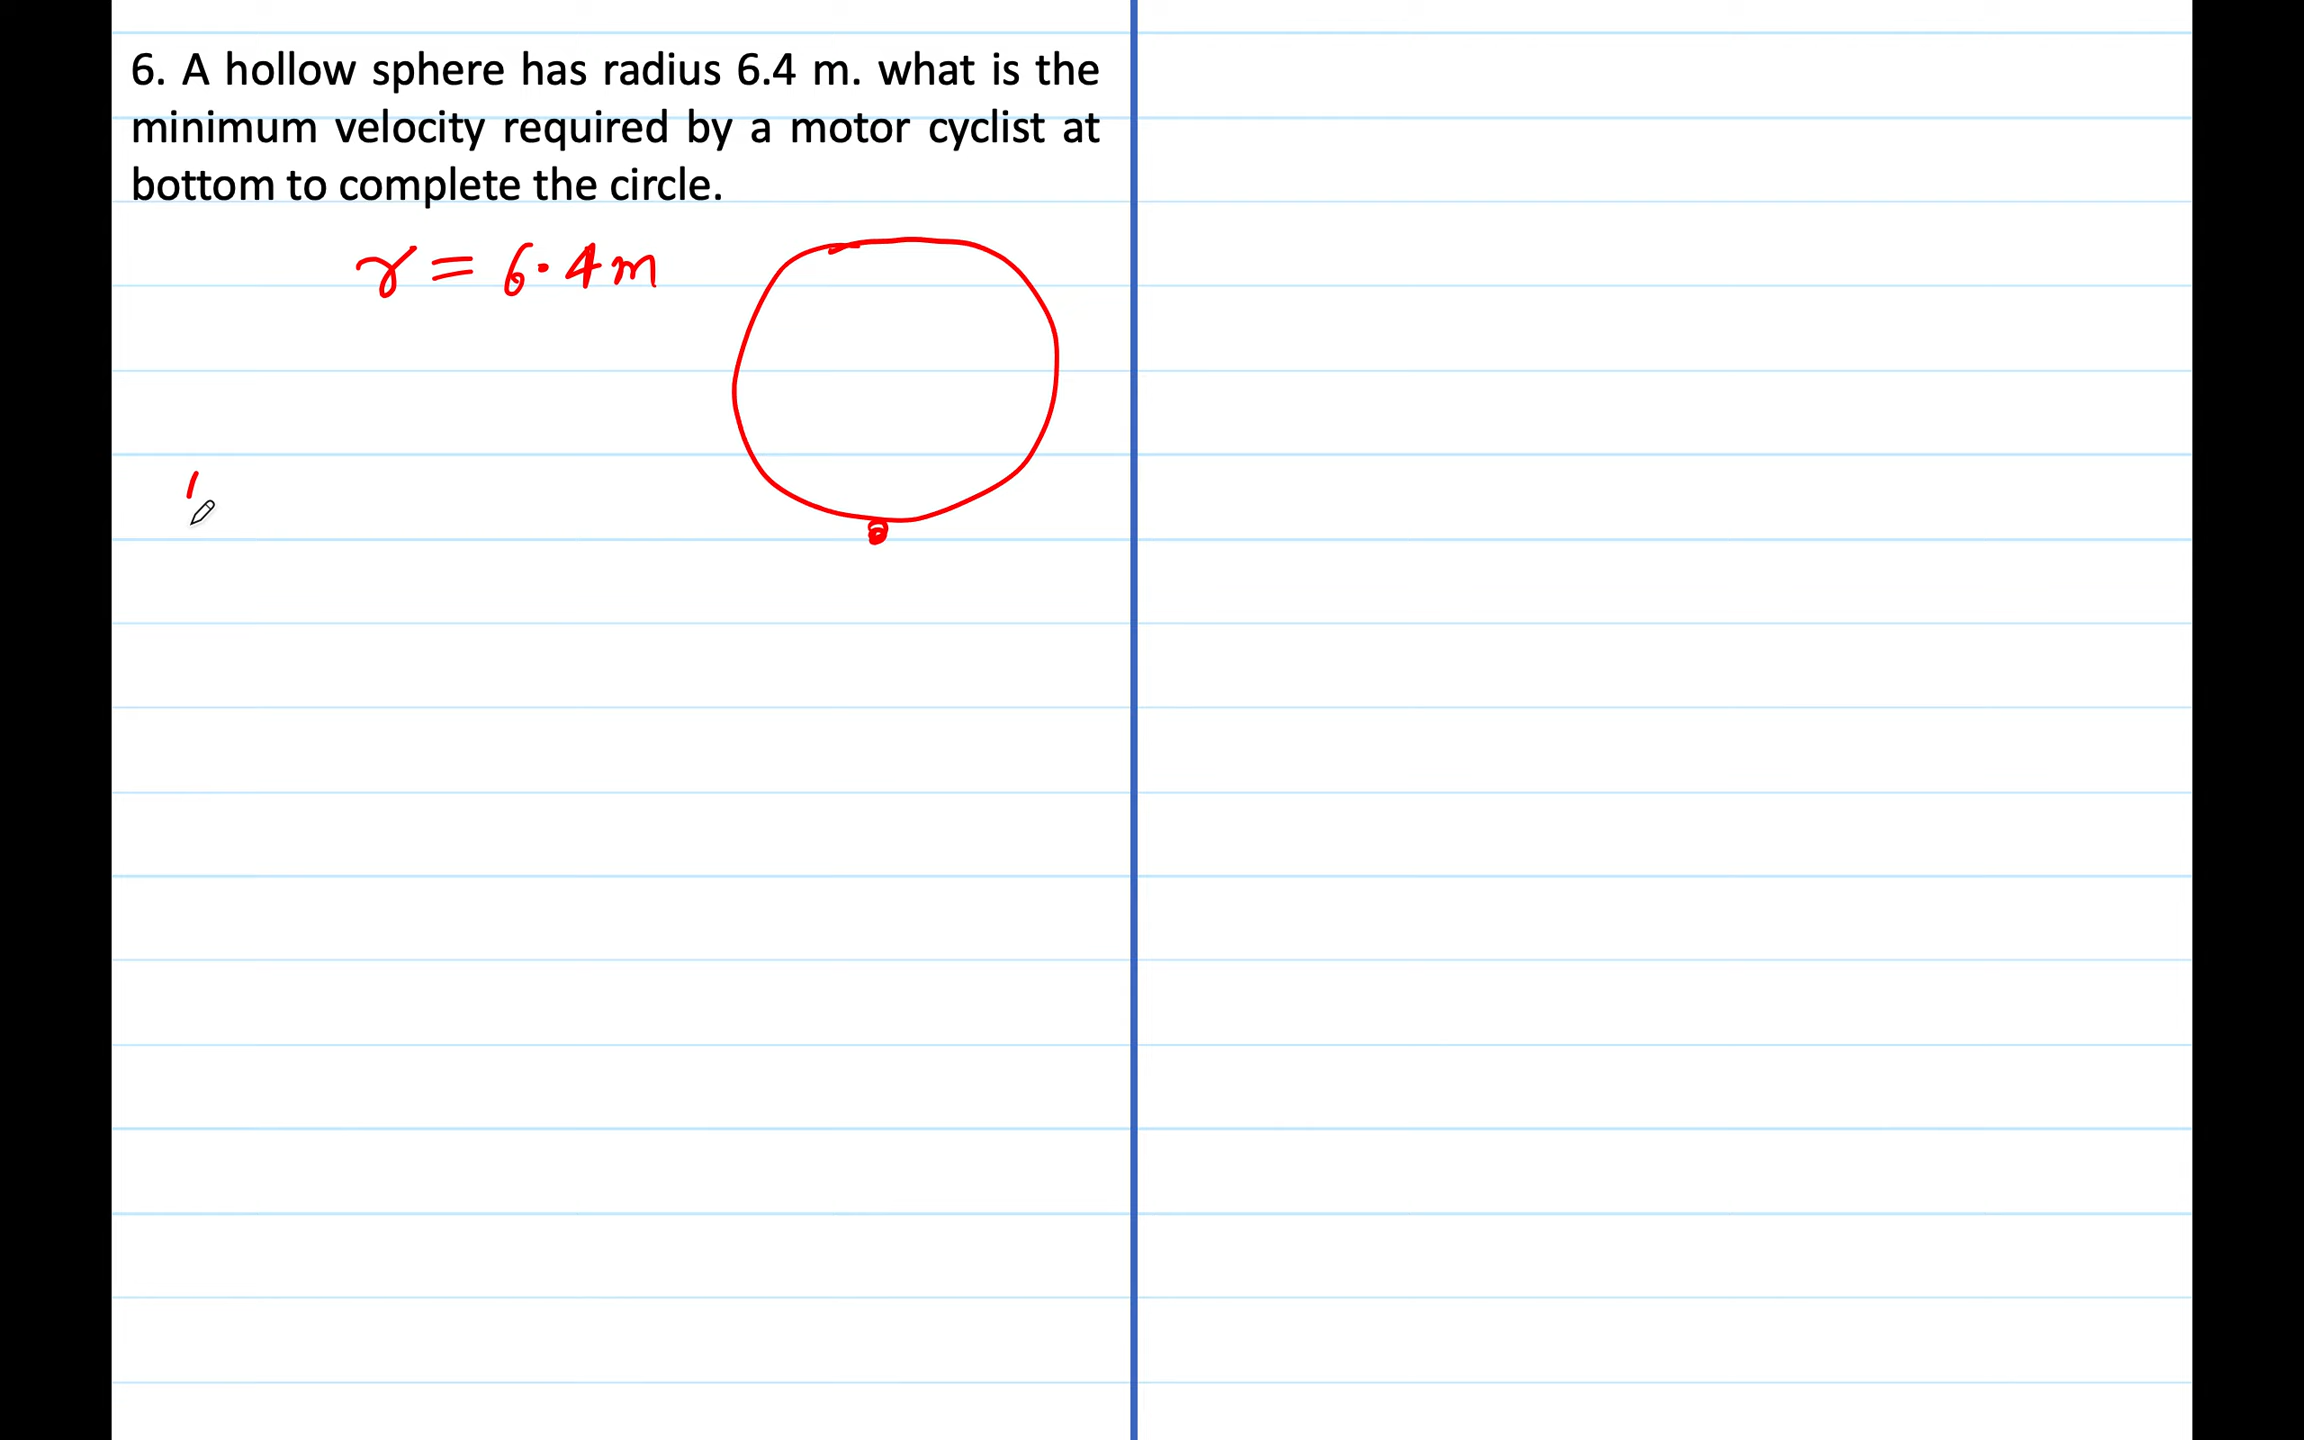 6. A hollow sphere has radius 6.4 m. what is the
minimum velocity required by a motor cyclist at
bottom to complete the circle.
r = 6.4 m